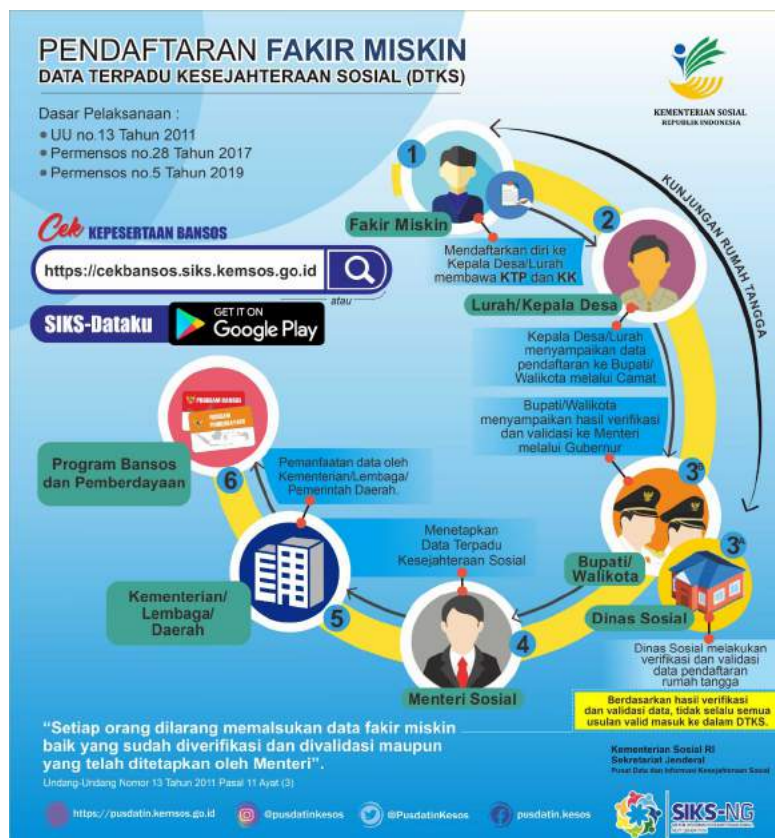 PENDAFTARAN FAKIR MISKIN
DATA TERPADU KESEJAHTERAAN SOSIAL (DTKS)
KEMENTERIAN SOSIAL
REPUBLIK INDONESIA
Dasar Pelaksanaan :
• UU no.13 Tahun 2011
• Permensos no.28 Tahun 2017
• Permensos no.5 Tahun 2019
Cek KEPESERTAAN BANSOS
https://cekbansos.siks.kemsos.go.id
atau
SIKS-Dataku
GET IT ON
Google Play
KUNJUNGAN RUMAH TANGGA
1
Fakir Miskin
Mendaftarkan diri ke
Kepala Desa/Lurah
membawa KTP dan KK
2
Lurah/Kepala Desa
Kepala Desa/Lurah
menyampaikan data
pendaftaran ke Bupati/
Walikota melalui Camat
Bupati/Walikota
menyampaikan hasil verifikasi
dan validasi ke Menteri
melalui Gubernur
3B
Bupati/
Walikota
3A
Dinas Sosial
Dinas Sosial melakukan
verifikasi dan validasi
data pendaftaran
rumah tangga
Berdasarkan hasil verifikasi
dan validasi data, tidak selalu semua
usulan valid masuk ke dalam DTKS.
Menetapkan
Data Terpadu
Kesejahteraan Sosial
4
Menteri Sosial
5
Kementerian/
Lembaga/
Daerah
Pemanfaatan data oleh
Kementerian/Lembaga/
Pemerintah Daerah.
6
PROGRAM BANSOS
PROGRAM
PEMBERDAYAAN
Program Bansos
dan Pemberdayaan
“Setiap orang dilarang memalsukan data fakir miskin
baik yang sudah diverifikasi dan divalidasi maupun
yang telah ditetapkan oleh Menteri”.
Undang-Undang Nomor 13 Tahun 2011 Pasal 11 Ayat (3)
Kementerian Sosial RI
Sekretariat Jenderal
Pusat Data dan Informasi Kesejahteraan Sosial
https://pusdatin.kemsos.go.id
@pusdatinkesos
@PusdatinKesos
pusdatin.kesos
SIKS-NG